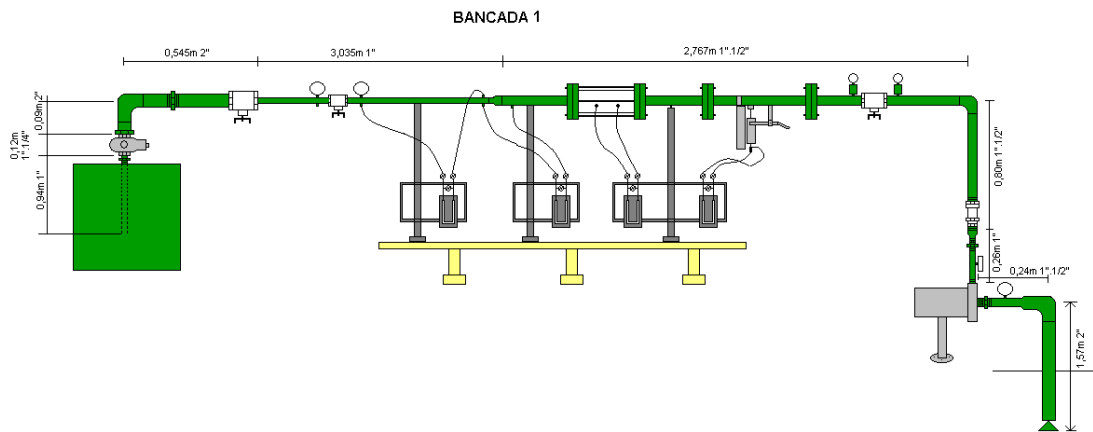 BANCADA 1
0,545m 2"
3,035m 1"
2,767m 1".1/2"
0,09m 2"
0,12m
1".1/4"
0,94m 1"
0,80m 1".1/2"
0,26m 1"
0,24m 1".1/2"
1,57m 2"